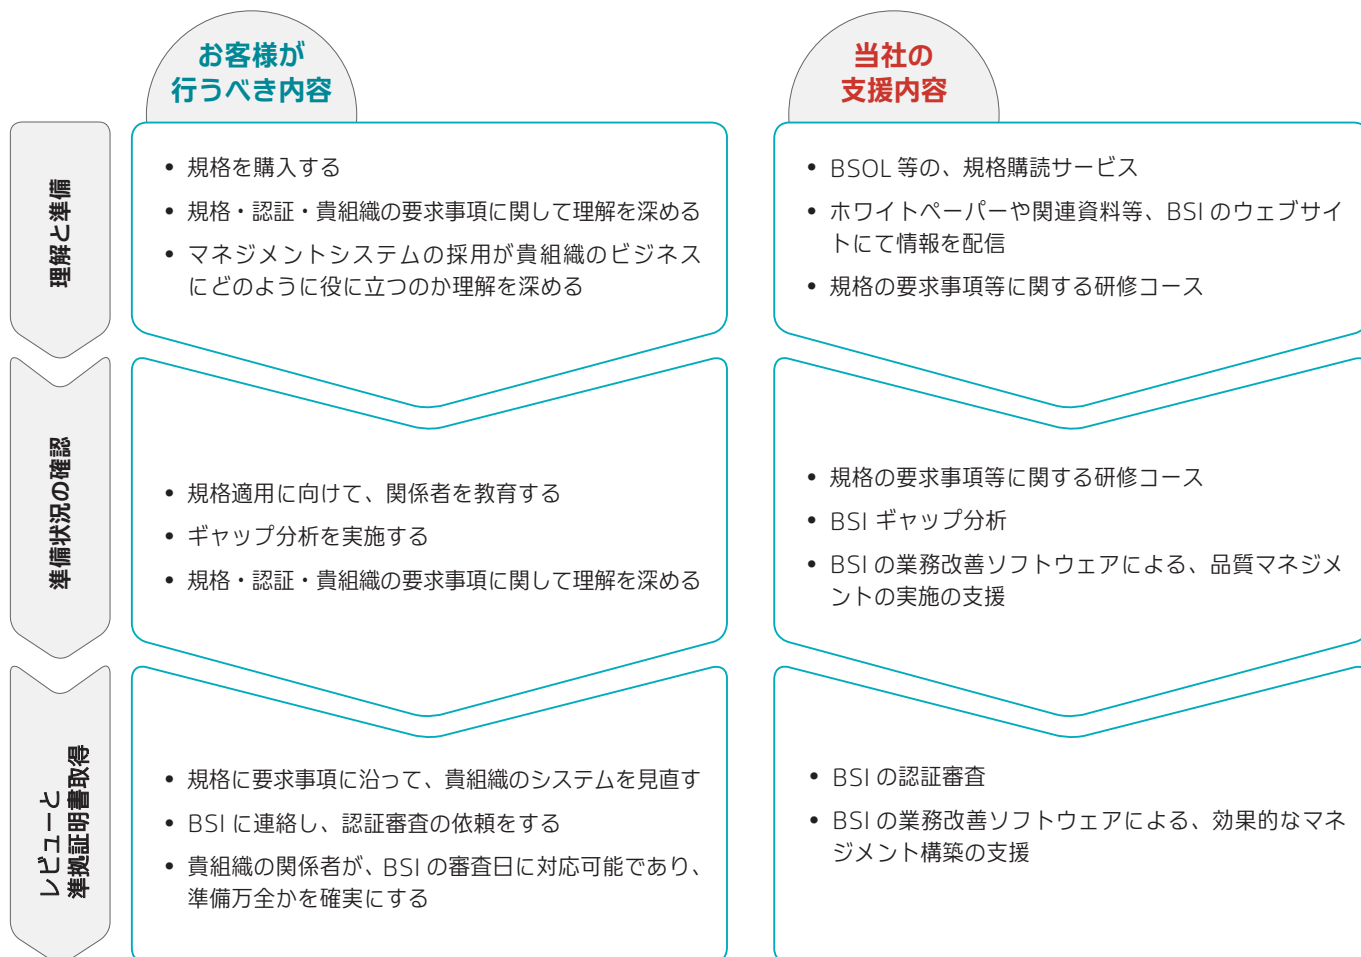 お客様が
行うべき内容
当社の
支援内容
理解と準備
• 規格を購入する
• 規格・認証・貴組織の要求事項に関して理解を深める
• マネジメントシステムの採用が貴組織のビジネス
にどのように役に立つのか理解を深める
• BSOL 等の、規格購読サービス
• ホワイトペーパーや関連資料等、BSI のウェブサイ
トにて情報を配信
• 規格の要求事項等に関する研修コース
準備状況の確認
• 規格適用に向けて、関係者を教育する
• ギャップ分析を実施する
• 規格・認証・貴組織の要求事項に関して理解を深める
• 規格の要求事項等に関する研修コース
• BSI ギャップ分析
• BSI の業務改善ソフトウェアによる、品質マネジメ
ントの実施の支援
レビューと
準拠証明書取得
• 規格に要求事項に沿って、貴組織のシステムを見直す
• BSI に連絡し、認証審査の依頼をする
• 貴組織の関係者が、BSI の審査日に対応可能であり、
準備万全かを確実にする
• BSI の認証審査
• BSI の業務改善ソフトウェアによる、効果的なマネ
ジメント構築の支援